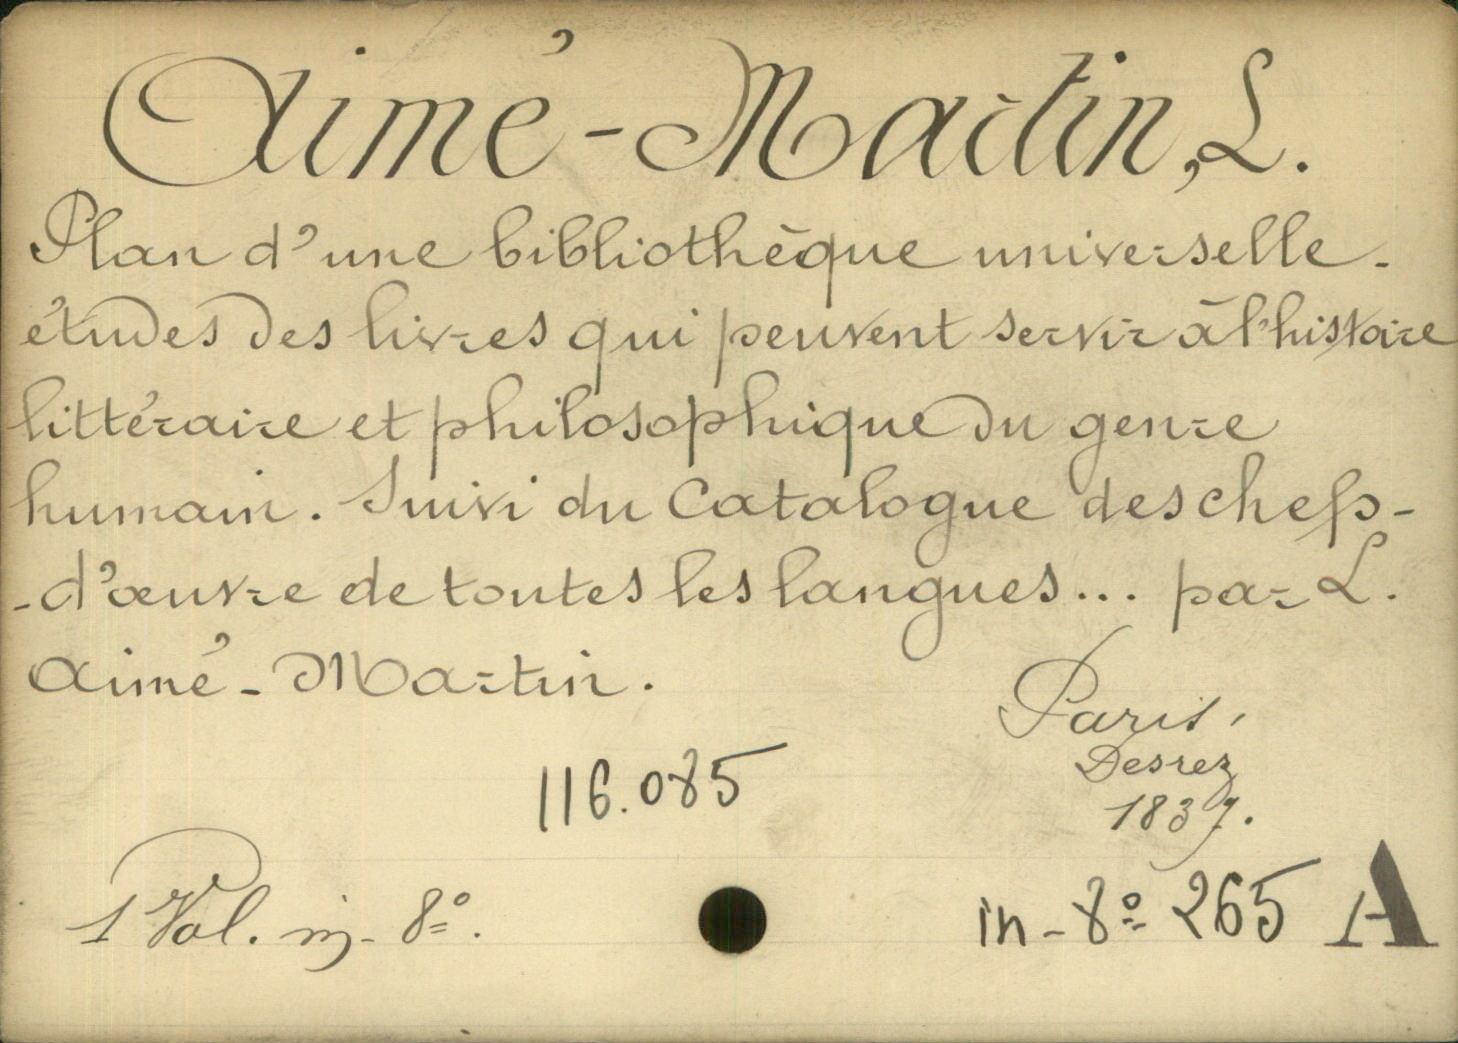 Aimé-Martin, L.
Plan d'une bibliothèque universelle.
études des livres qui peuvent servir à l'histoire
littéraire et philosophique du genre
humain. Suivi du Catalogue des chefs-
-d'œuvre de toutes les langues... par L.
Aimé-Martin.
Paris,
Desrez
1837.
116.085
1 Vol. in-8º.
in-8º 265 A